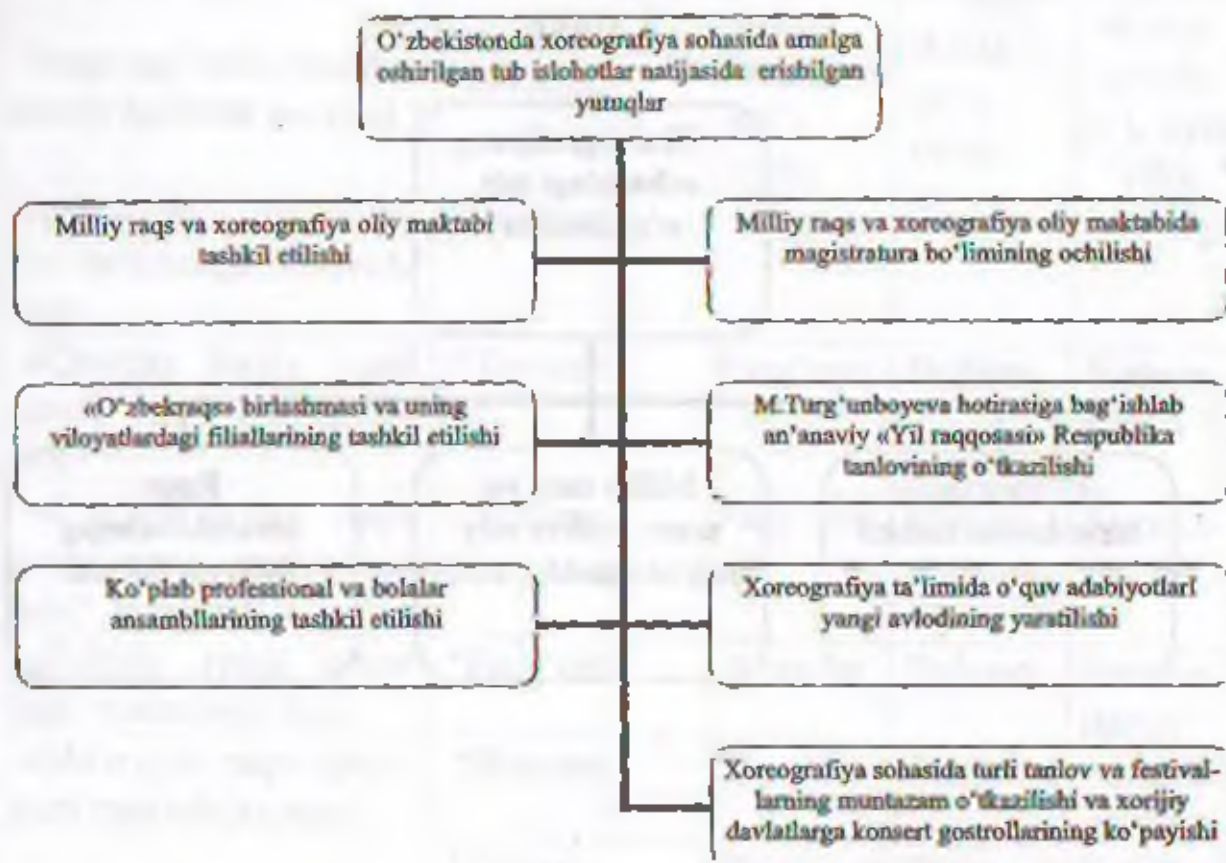 O‘zbekistonda xoreografiya sohasida amalga
oshirilgan tub islohotlar natijasida erishilgan
yutuqlar
Milliy raqs va xoreografiya oliy maktabi
tashkil etilishi
Milliy raqs va xoreografiya oliy maktabida
magistratura bo‘limining ochilishi
«O‘zbekraqs» birlashmasi va uning
viloyatlardagi filiallarining tashkil etilishi
M.Turg‘unboyeva hotirasiga bag‘ishlab
an’anaviy «Yil raqqosasi» Respublika
tanlovining o‘tkazilishi
Ko‘plab professional va bolalar
ansambllarining tashkil etilishi
Xoreografiya ta’limida o‘quv adabiyotlari
yangi avlodining yaratilishi
Xoreografiya sohasida turli tanlov va festival-
larning muntazam o‘tkazilishi va xorijiy
davlatlarga konsert gostrollarining ko‘payishi